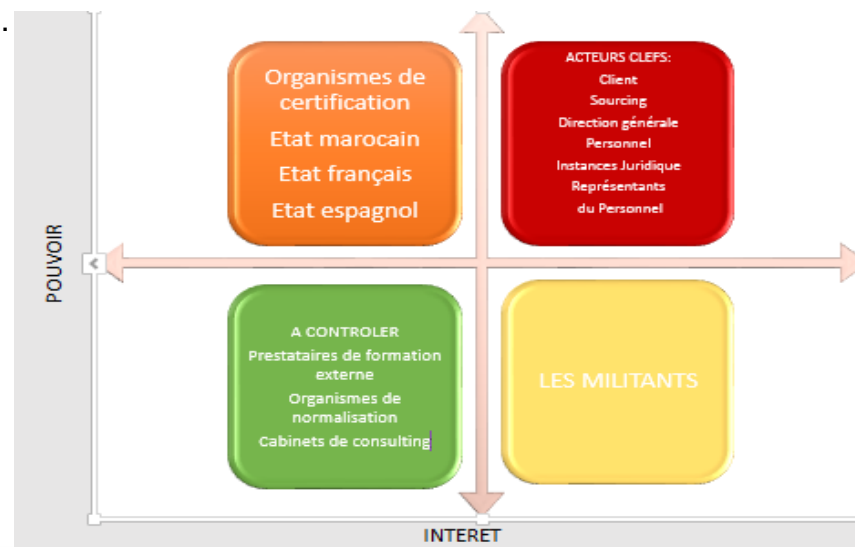 .
Organismes de
certification
Etat marocain
Etat français
Etat espagnol
ACTEURS CLEFS:
Client
Sourcing
Direction générale
Personnel
Instances Juridique
Représentants
du Personnel
POUVOIR
A CONTROLER
Prestataires de formation
externe
Organismes de
normalisation
Cabinets de consulting
LES MILITANTS
INTERET